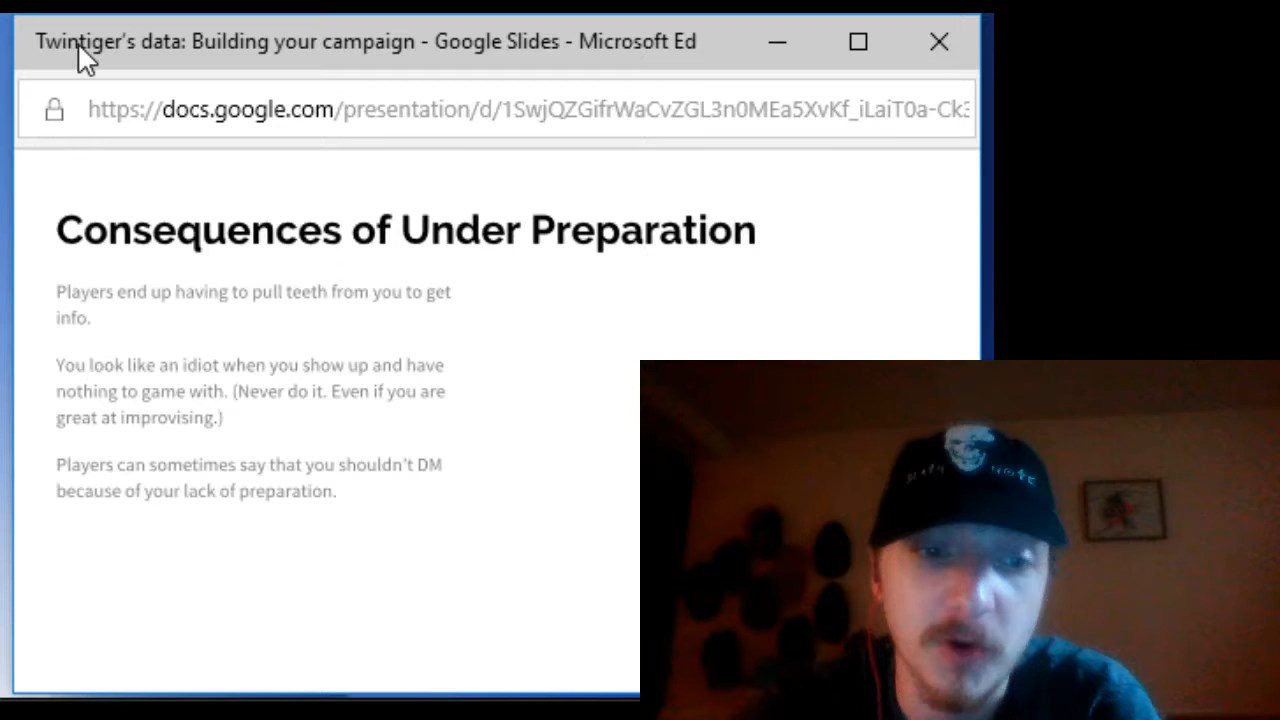 Twintiger's data: Building your campaign - Google Slides - Microsoft Ed
https://docs.google.com/presentation/d/1SwjQZGifrWaCvZGL3n0MEa5XvKf_iLaiT0a-Ck3
Consequences of Under Preparation
Players end up having to pull teeth from you to get
info.
You look like an idiot when you show up and have
nothing to game with. (Never do it. Even if you are
great at improvising.)
Players can sometimes say that you shouldn't DM
because of your lack of preparation.